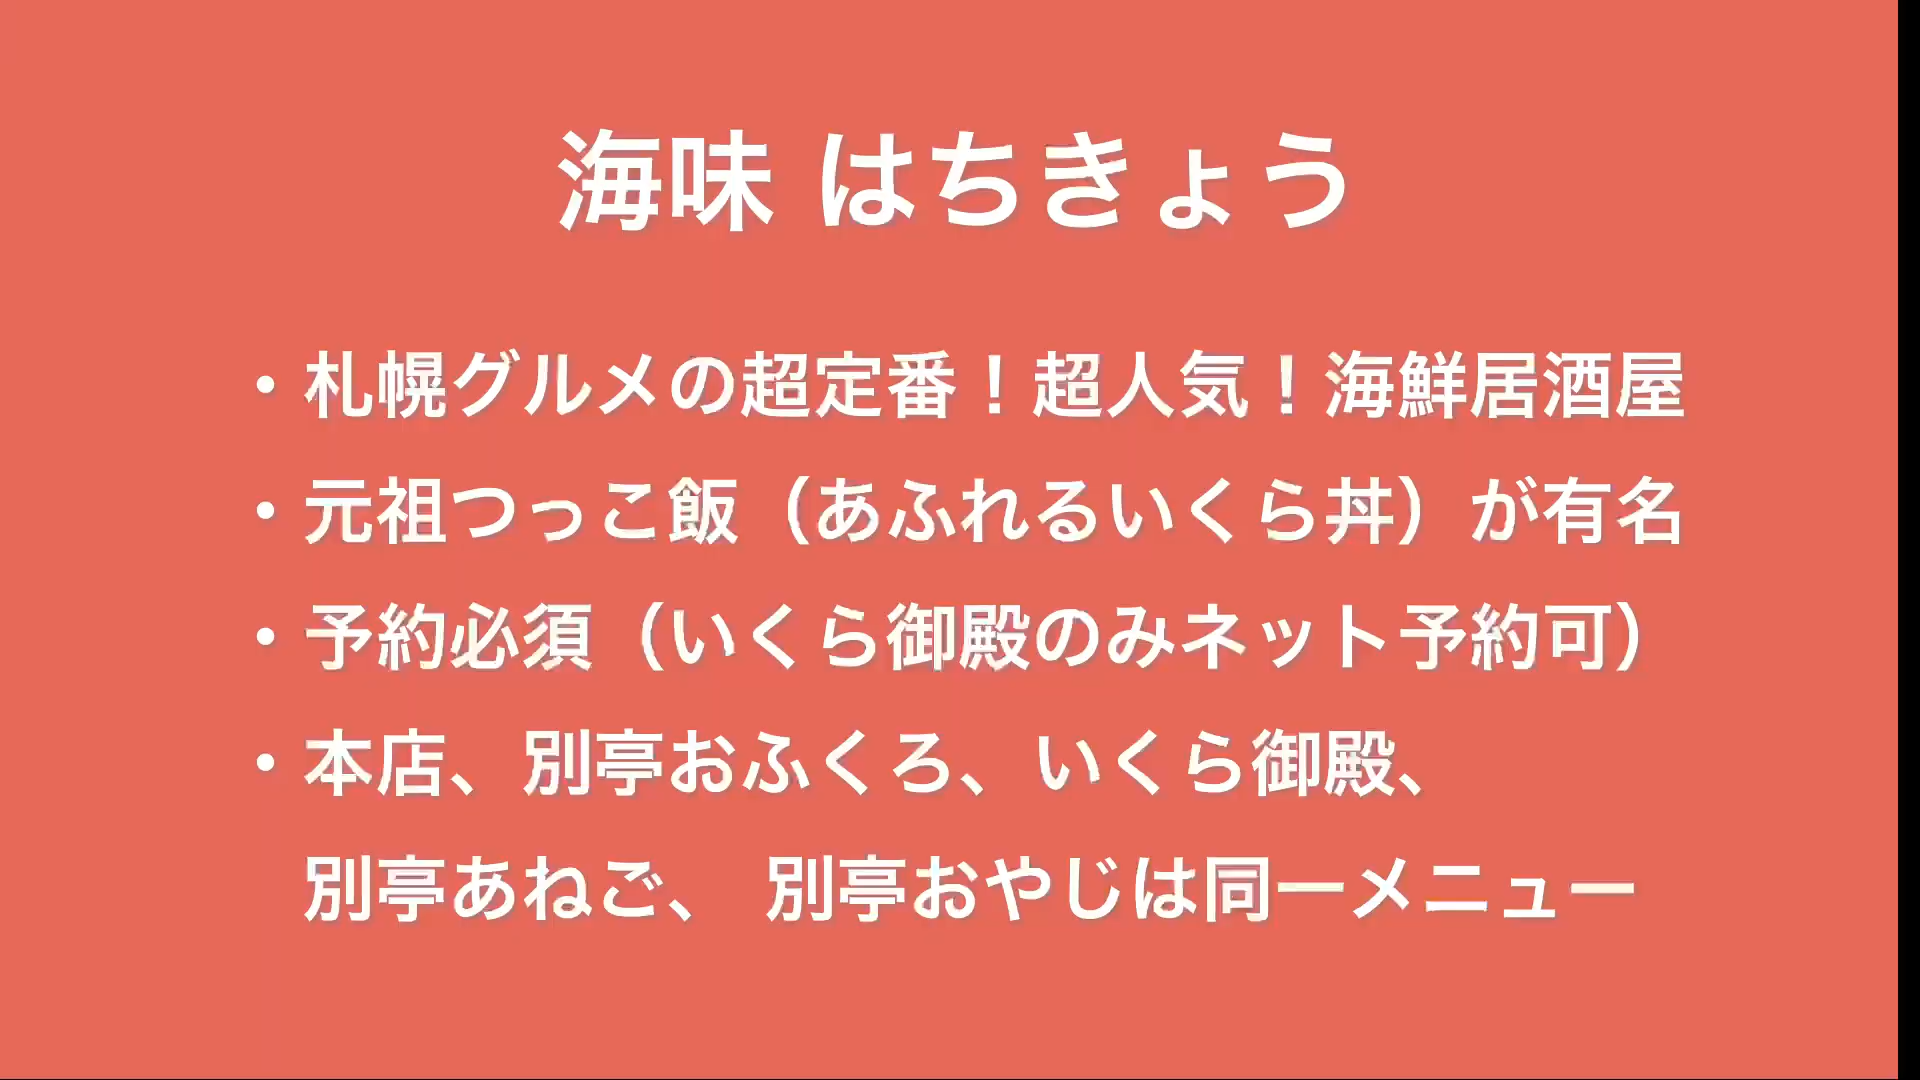 海味 はちきょう
・札幌グルメの超定番！超人気！海鮮居酒屋
・元祖つっこ飯（あふれるいくら丼）が有名
・予約必須（いくら御殿のみネット予約可）
・本店、別亭おふくろ、いくら御殿、
別亭あねご、 別亭おやじは同一メニュー